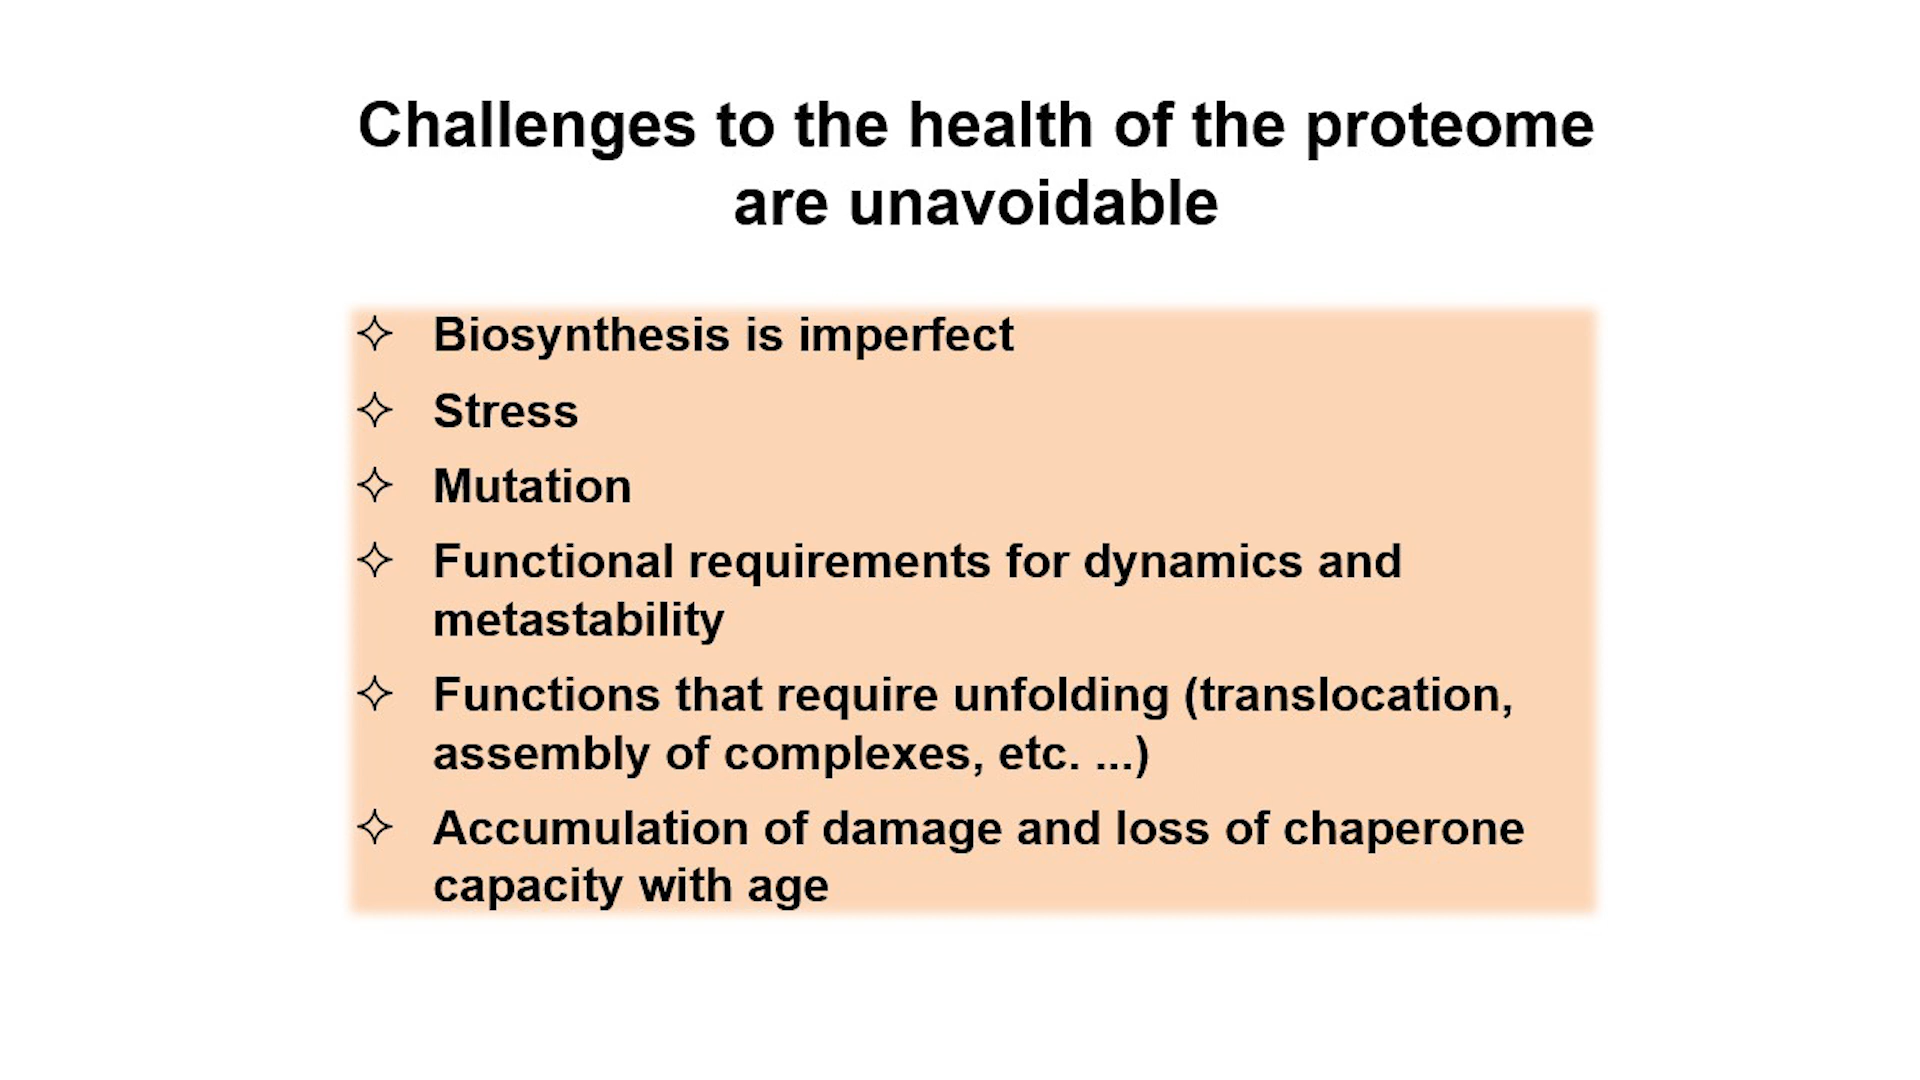 Challenges to the health of the proteome
are unavoidable
✧ Biosynthesis is imperfect
✧ Stress
✧ Mutation
✧ Functional requirements for dynamics and
metastability
✧ Functions that require unfolding (translocation,
assembly of complexes, etc. ...)
✧ Accumulation of damage and loss of chaperone
capacity with age